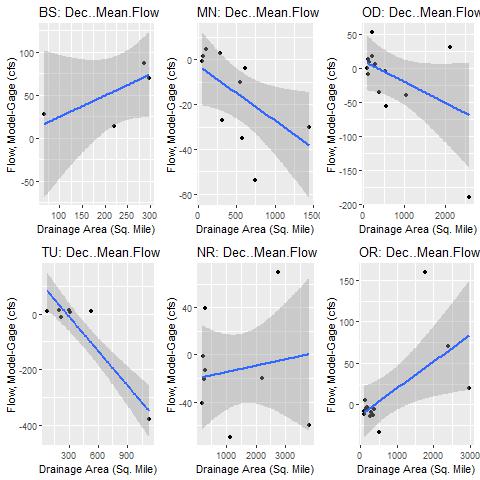 BS: Dec..Mean.Flow
MN: Dec..Mean.Flow
OD: Dec..Mean.Flow
Flow, Model-Gage (cfs)
100
50
0
-50
100
150
200
250
300
Drainage Area (Sq. Mile)
Flow, Model-Gage (cfs)
0
-30
-60
0
500
1000
1500
Drainage Area (Sq. Mile)
Flow, Model-Gage (cfs)
50
0
-50
-100
-150
-200
0
1000
2000
Drainage Area (Sq. Mile)
TU: Dec..Mean.Flow
NR: Dec..Mean.Flow
OR: Dec..Mean.Flow
Flow, Model-Gage (cfs)
0
-200
-400
300
600
900
Drainage Area (Sq. Mile)
Flow, Model-Gage (cfs)
40
0
-40
1000
2000
3000
Drainage Area (Sq. Mile)
Flow, Model-Gage (cfs)
150
100
50
0
0
1000
2000
3000
Drainage Area (Sq. Mile)